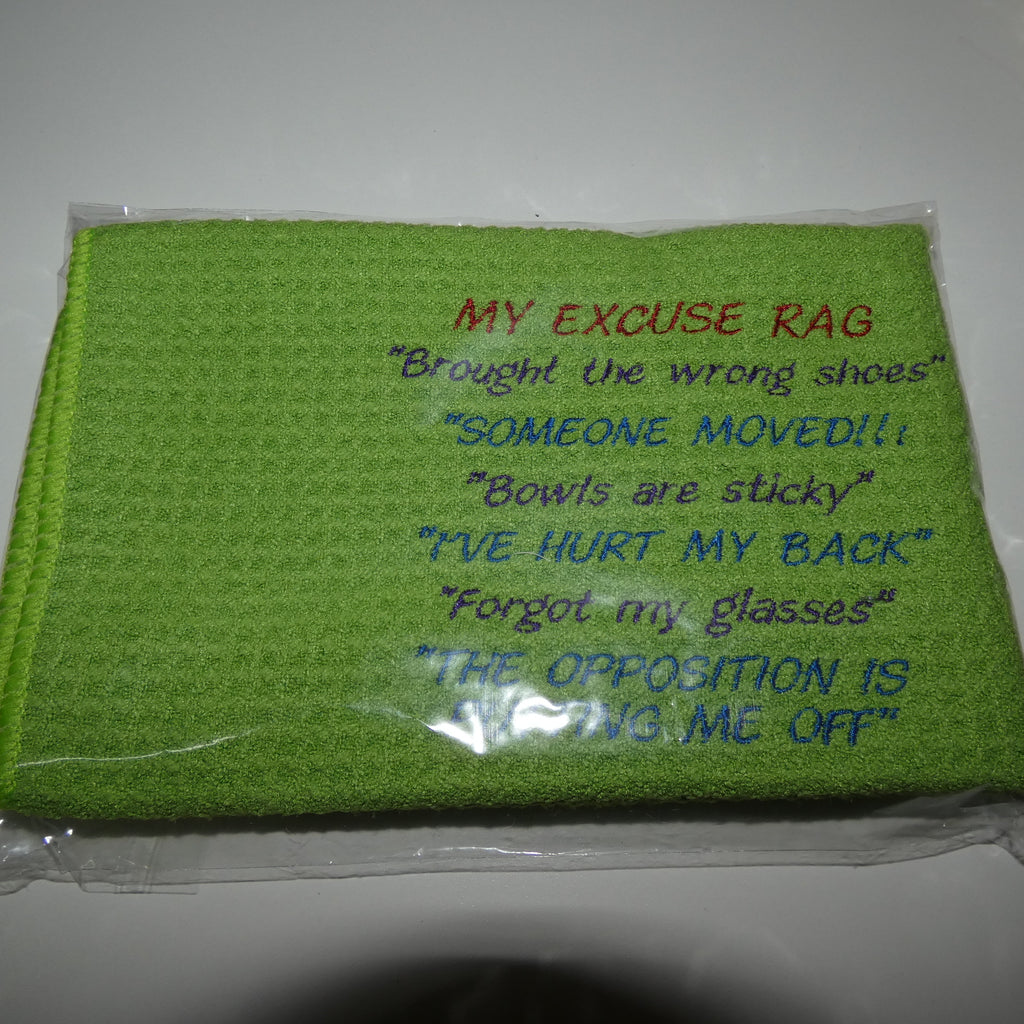 MY EXCUSE RAG
"Brought the wrong shoes"
"SOMEONE MOVED!!!
"Bowls are sticky"
"I'VE HURT MY BACK"
"Forgot my glasses"
"THE OPPOSITION IS
ME OFF"